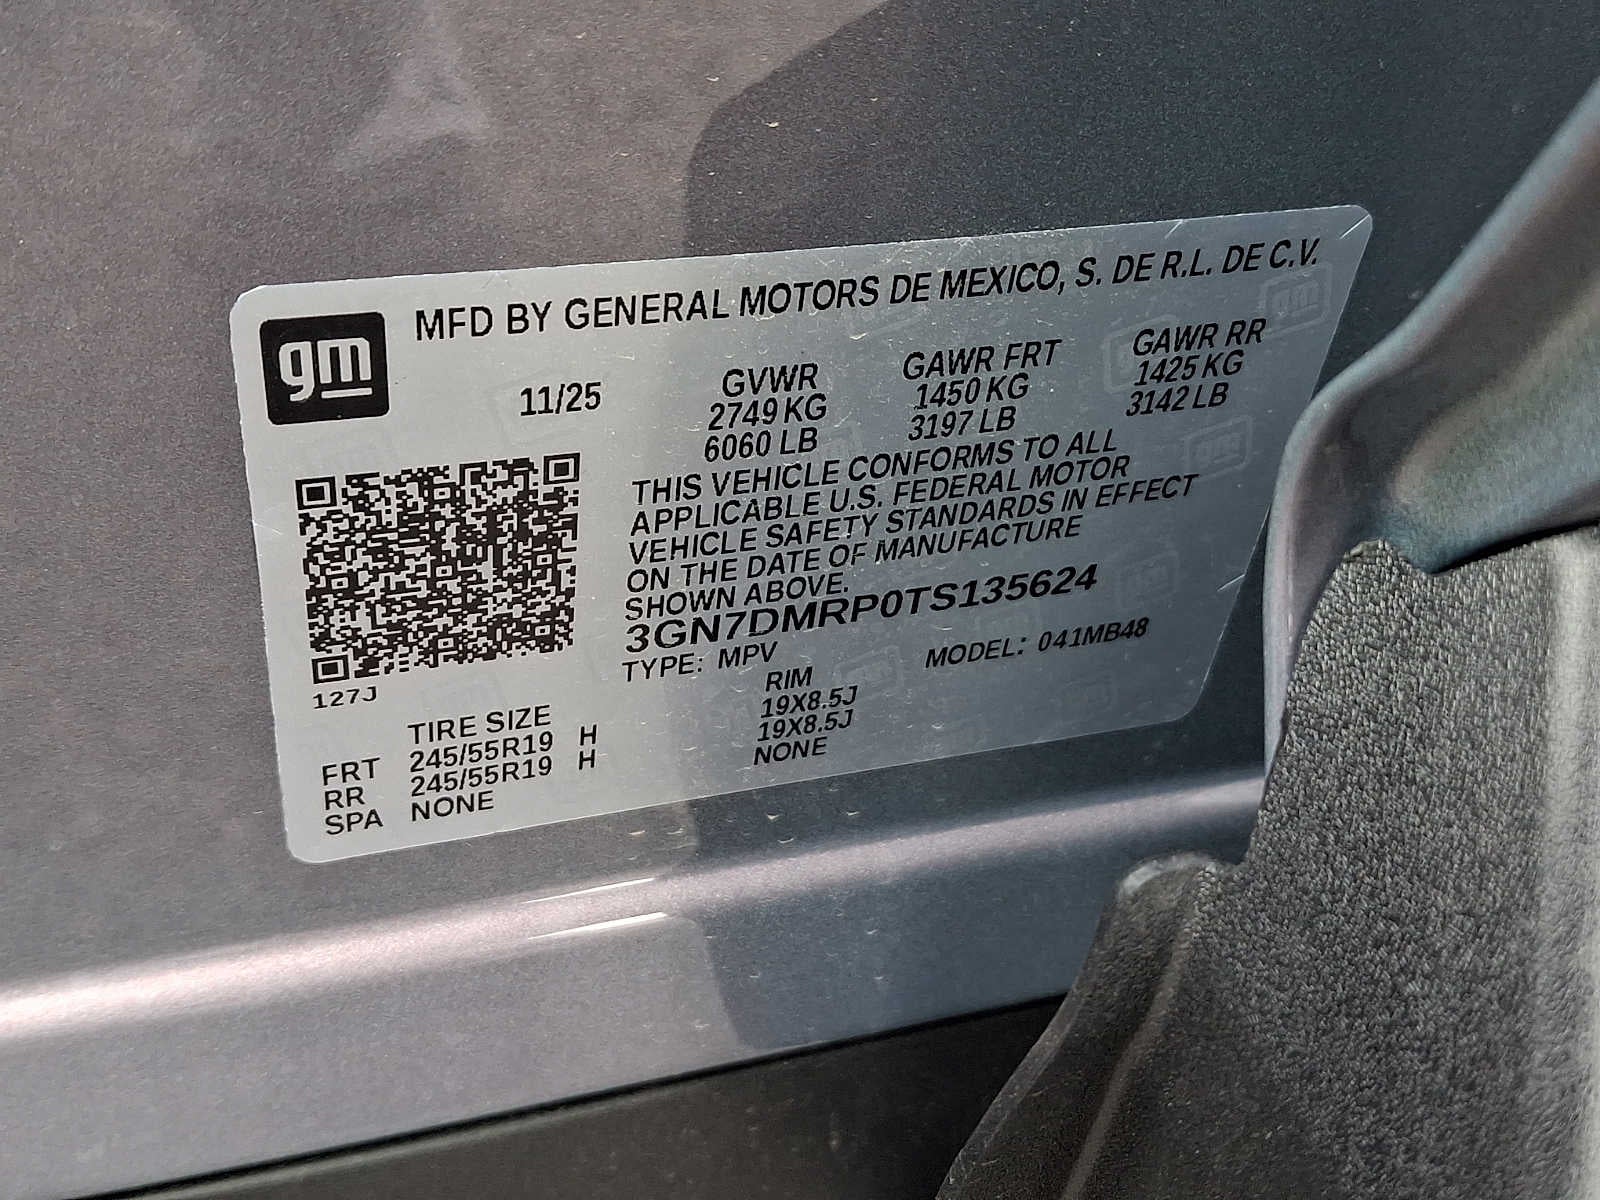 gm
MFD BY GENERAL MOTORS DE MEXICO, S. DE R.L. DE C.V.
11/25
GVWR GAWR FRT GAWR RR
2749 KG 1450 KG 1425 KG
6060 LB 3197 LB 3142 LB
THIS VEHICLE CONFORMS TO ALL
APPLICABLE U.S. FEDERAL MOTOR
VEHICLE SAFETY STANDARDS IN EFFECT
ON THE DATE OF MANUFACTURE
SHOWN ABOVE.
3GN7DMRP0TS135624
TYPE: MPV MODEL: 041MB48
127J
TIRE SIZE RIM
FRT 245/55R19 H 19X8.5J
RR 245/55R19 H 19X8.5J
SPA NONE NONE